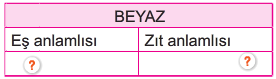 BEYAZ
Eş anlamlısı Zıt anlamlısı
? ?